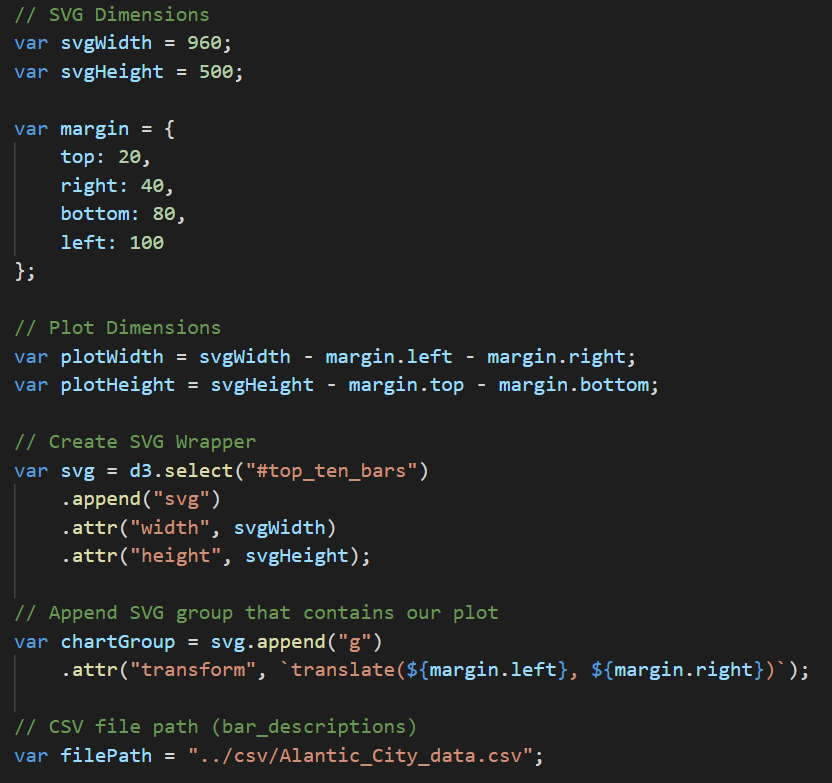 // SVG Dimensions
var svgWidth = 960;
var svgHeight = 500;
var margin = {
    top: 20,
    right: 40,
    bottom: 80,
    left: 100
};
// Plot Dimensions
var plotWidth = svgWidth - margin.left - margin.right;
var plotHeight = svgHeight - margin.top - margin.bottom;
// Create SVG Wrapper
var svg = d3.select("#top_ten_bars")
    .append("svg")
    .attr("width", svgWidth)
    .attr("height", svgHeight);
// Append SVG group that contains our plot
var chartGroup = svg.append("g")
    .attr("transform", `translate(${margin.left}, ${margin.right})`);
// CSV file path (bar_descriptions)
var filePath = "../csv/Alantic_City_data.csv";